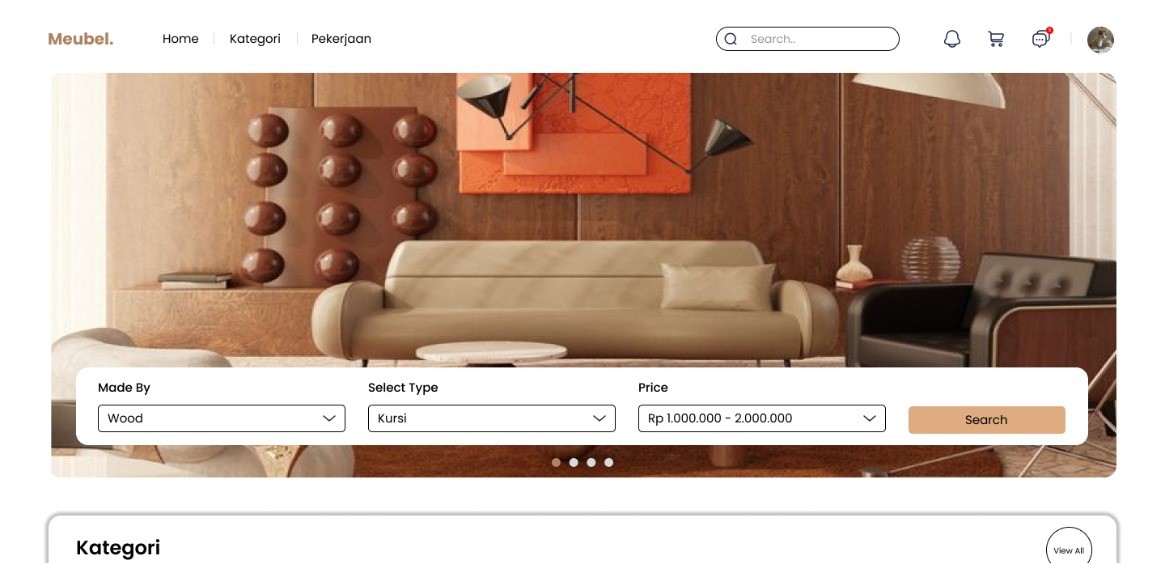 Meubel.
Home
Kategori
Pekerjaan
Search..
Made By
Select Type
Price
Wood
Kursi
Rp 1.000.000 - 2.000.000
Search
Kategori
View All